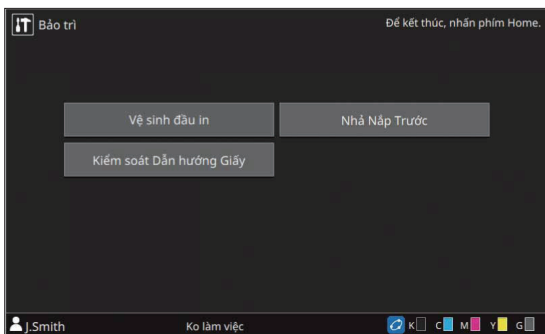 Bảo trì
Để kết thúc, nhấn phím Home.
Vệ sinh đầu in
Nhả Nắp Trước
Kiểm soát Dẫn hướng Giấy
J.Smith
Ko làm việc
K C M Y G